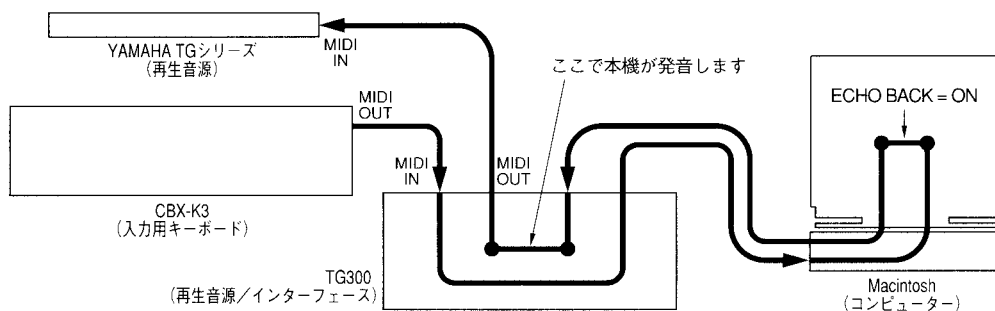 YAMAHA TGシリーズ
(再生音源)
MIDI
IN
ここで本機が発音します
ECHO BACK = ON
MIDI
OUT
MIDI
IN
MIDI
OUT
CBX-K3
(入力用キーボード)
TG300
(再生音源/インターフェース)
Macintosh
(コンピューター)